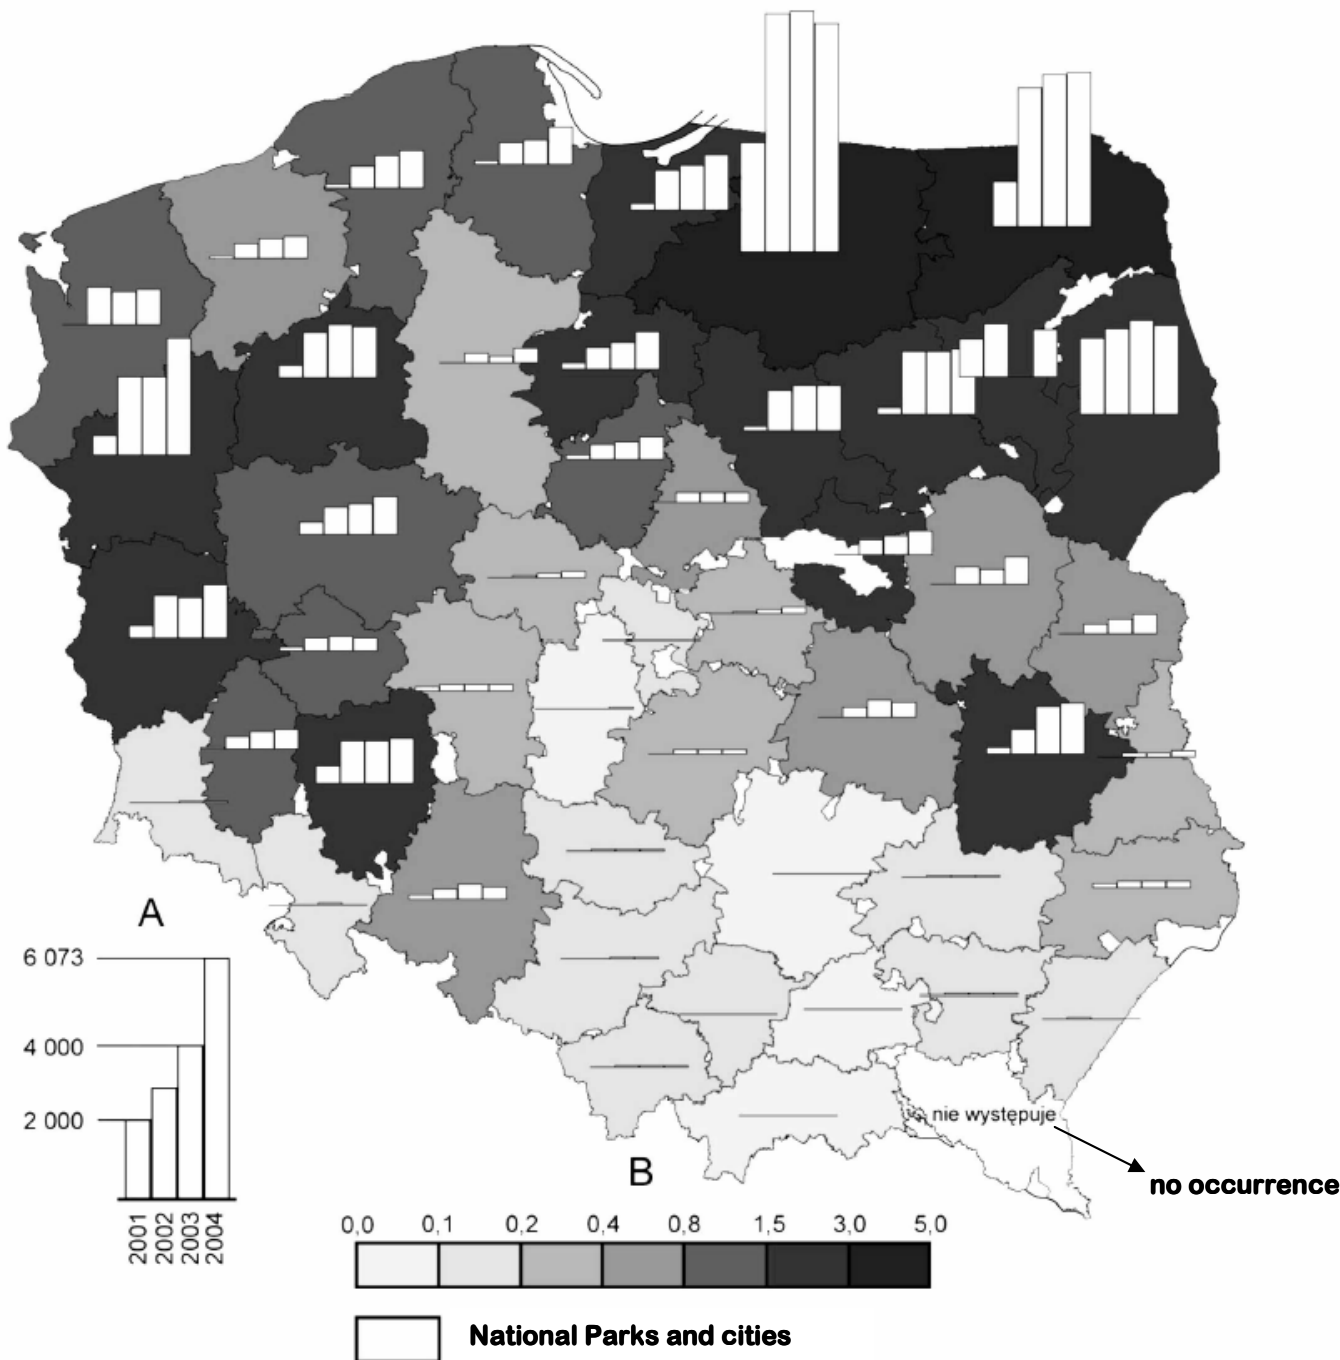 A
6 073
4 000
2 000
2001
2002
2003
2004
nie występuje
no occurrence
B
0,0 0,1 0,2 0,4 0,8 1,5 3,0 5,0
National Parks and cities